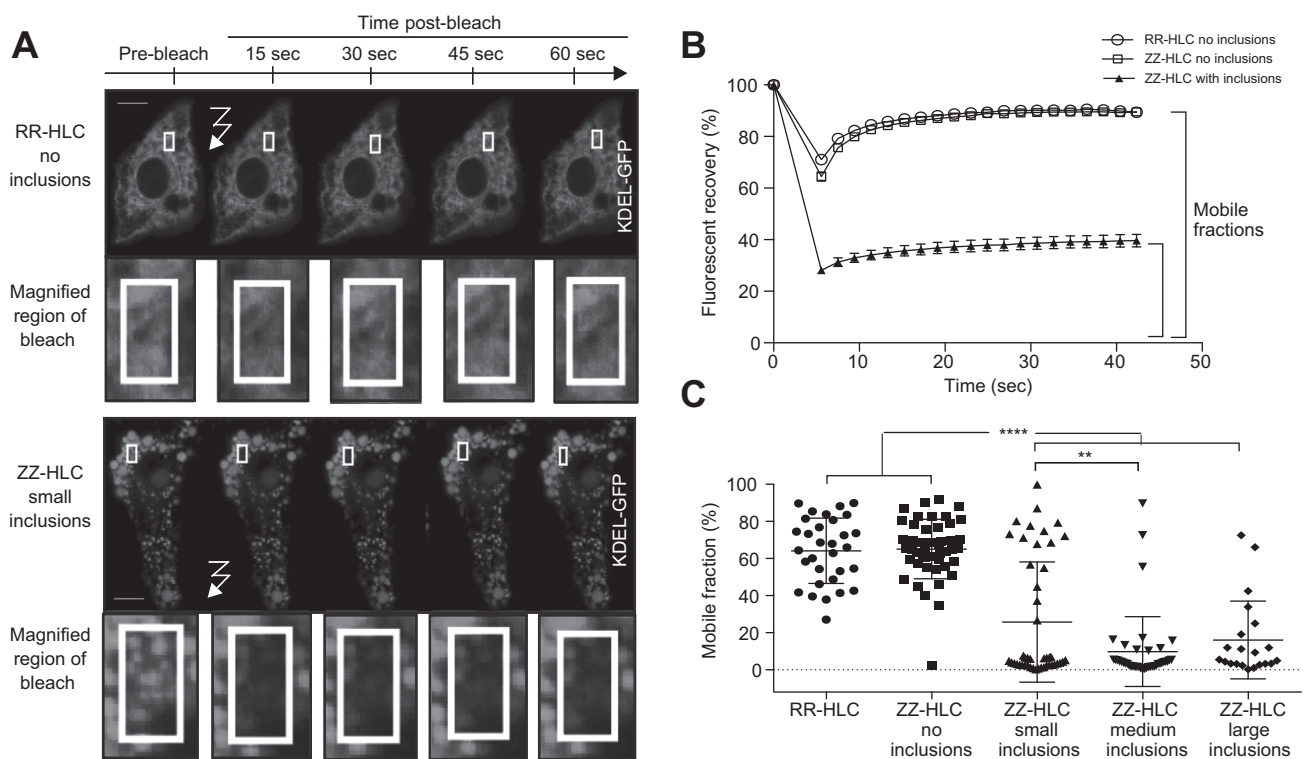 A
Time post-bleach
Pre-bleach
15 sec
30 sec
45 sec
60 sec
RR-HLC
no
inclusions
KDEL-GFP
Magnified
region of
bleach
ZZ-HLC
small
inclusions
KDEL-GFP
Magnified
region of
bleach
B
RR-HLC no inclusions
ZZ-HLC no inclusions
ZZ-HLC with inclusions
100
80
60
40
20
0
Fluorescent recovery (%)
0
10
20
30
40
50
Time (sec)
Mobile
fractions
C
****
**
100
80
60
40
20
0
Mobile fraction (%)
RR-HLC
ZZ-HLC
no
inclusions
ZZ-HLC
small
inclusions
ZZ-HLC
medium
inclusions
ZZ-HLC
large
inclusions